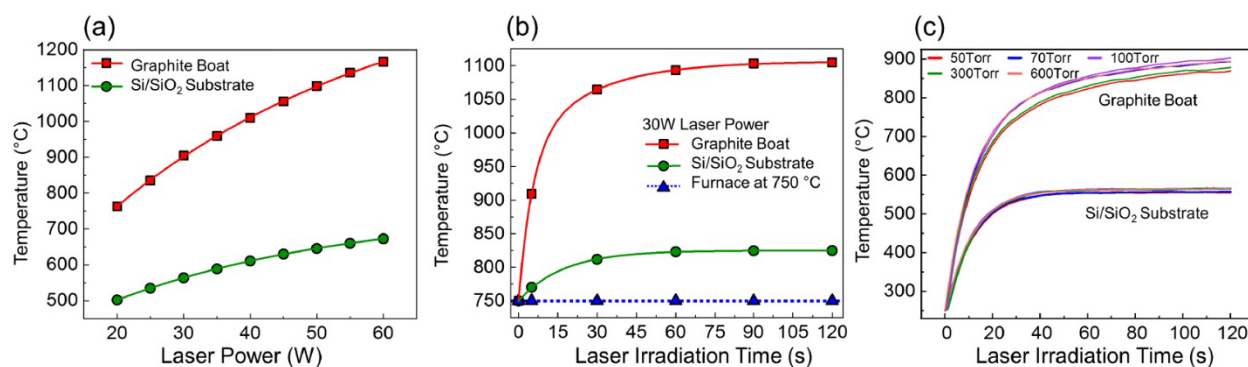 (a)
1200
1100
1000
900
800
700
600
500
20
30
40
50
60
Temperature (°C)
Laser Power (W)
Graphite Boat
Si/SiO₂ Substrate
(b)
1100
1050
1000
950
900
850
800
750
0
15
30
45
60
75
90
105
120
Temperature (°C)
Laser Irradiation Time (s)
30W Laser Power
Graphite Boat
Si/SiO₂ Substrate
Furnace at 750 °C
(c)
900
800
700
600
500
400
300
0
20
40
60
80
100
120
Temperature (°C)
Laser Irradiation Time (s)
50Torr 70Torr 100Torr
300Torr 600Torr
Graphite Boat
Si/SiO₂ Substrate